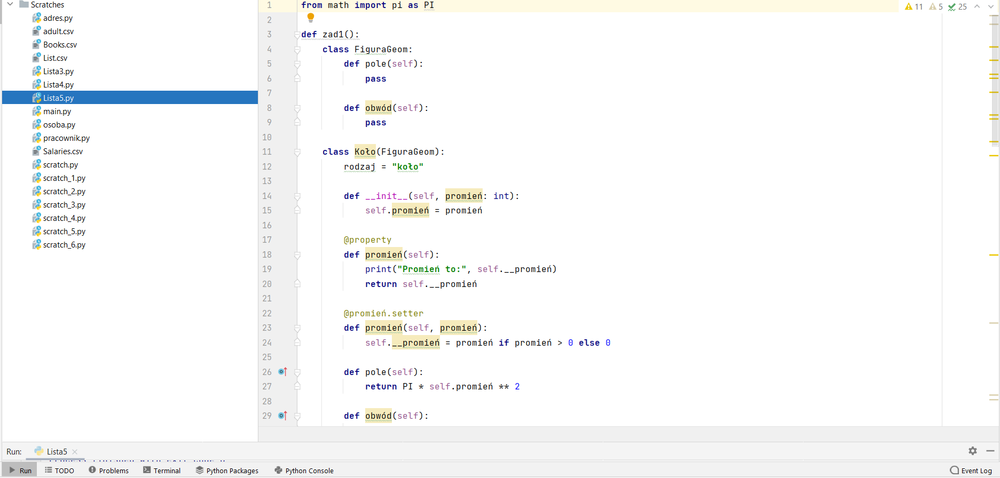 Scratches
adres.py
adult.csv
Books.csv
List.csv
Lista3.py
Lista4.py
Lista5.py
main.py
osoba.py
pracownik.py
Salaries.csv
scratch.py
scratch_1.py
scratch_2.py
scratch_3.py
scratch_4.py
scratch_5.py
scratch_6.py
1 from math import pi as PI
2
3 def zad1():
4 class FiguraGeom:
5 def pole(self):
6 pass
7
8 def obwód(self):
9 pass
10
11 class Koło(FiguraGeom):
12 rodzaj = "koło"
13
14 def __init__(self, promień: int):
15 self.promień = promień
16
17 @property
18 def promień(self):
19 print("Promień to:", self.__promień)
20 return self.__promień
21
22 @promień.setter
23 def promień(self, promień):
24 self.__promień = promień if promień > 0 else 0
25
26 def pole(self):
27 return PI * self.promień ** 2
28
29 def obwód(self):
11 5 25
Run: Lista5
Run TODO Problems Terminal Python Packages Python Console Event Log